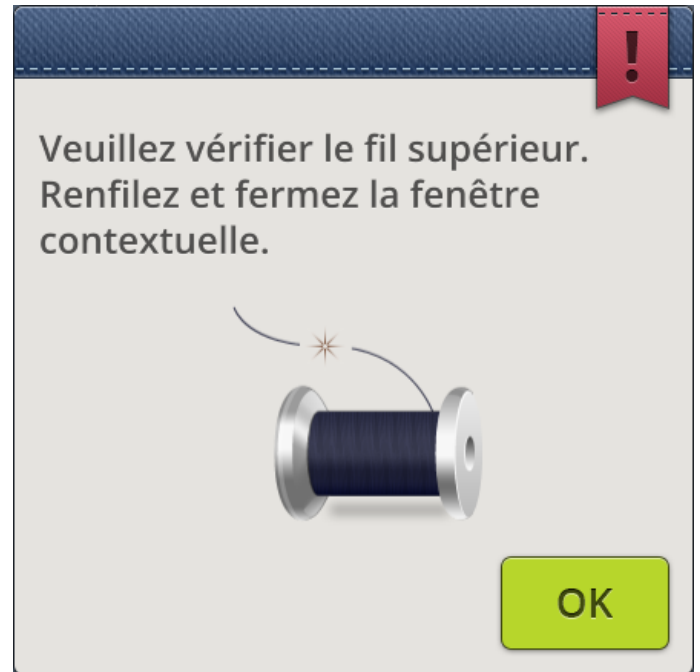 !
Veuillez vérifier le fil supérieur.
Renfilez et fermez la fenêtre
contextuelle.
OK